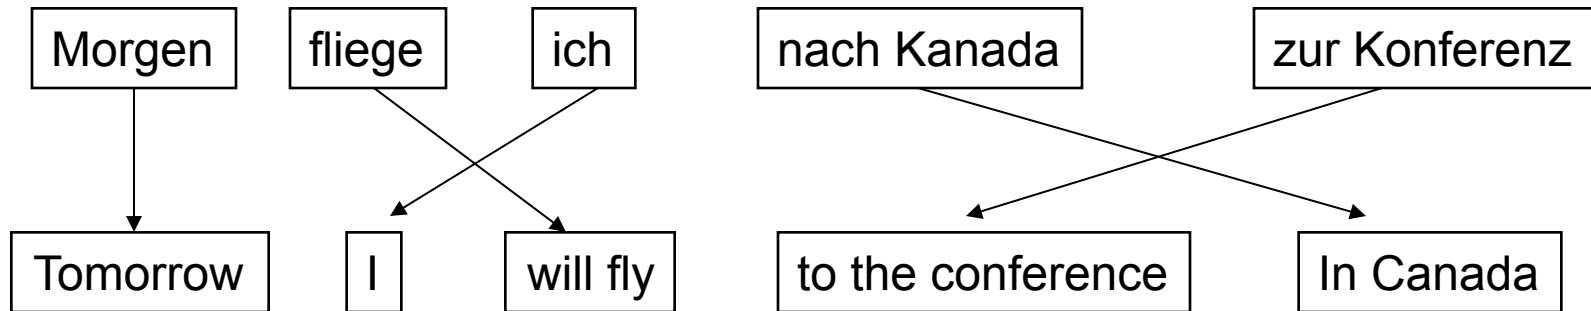 Morgen fliege ich nach Kanada zur Konferenz
Tomorrow I will fly to the conference In Canada